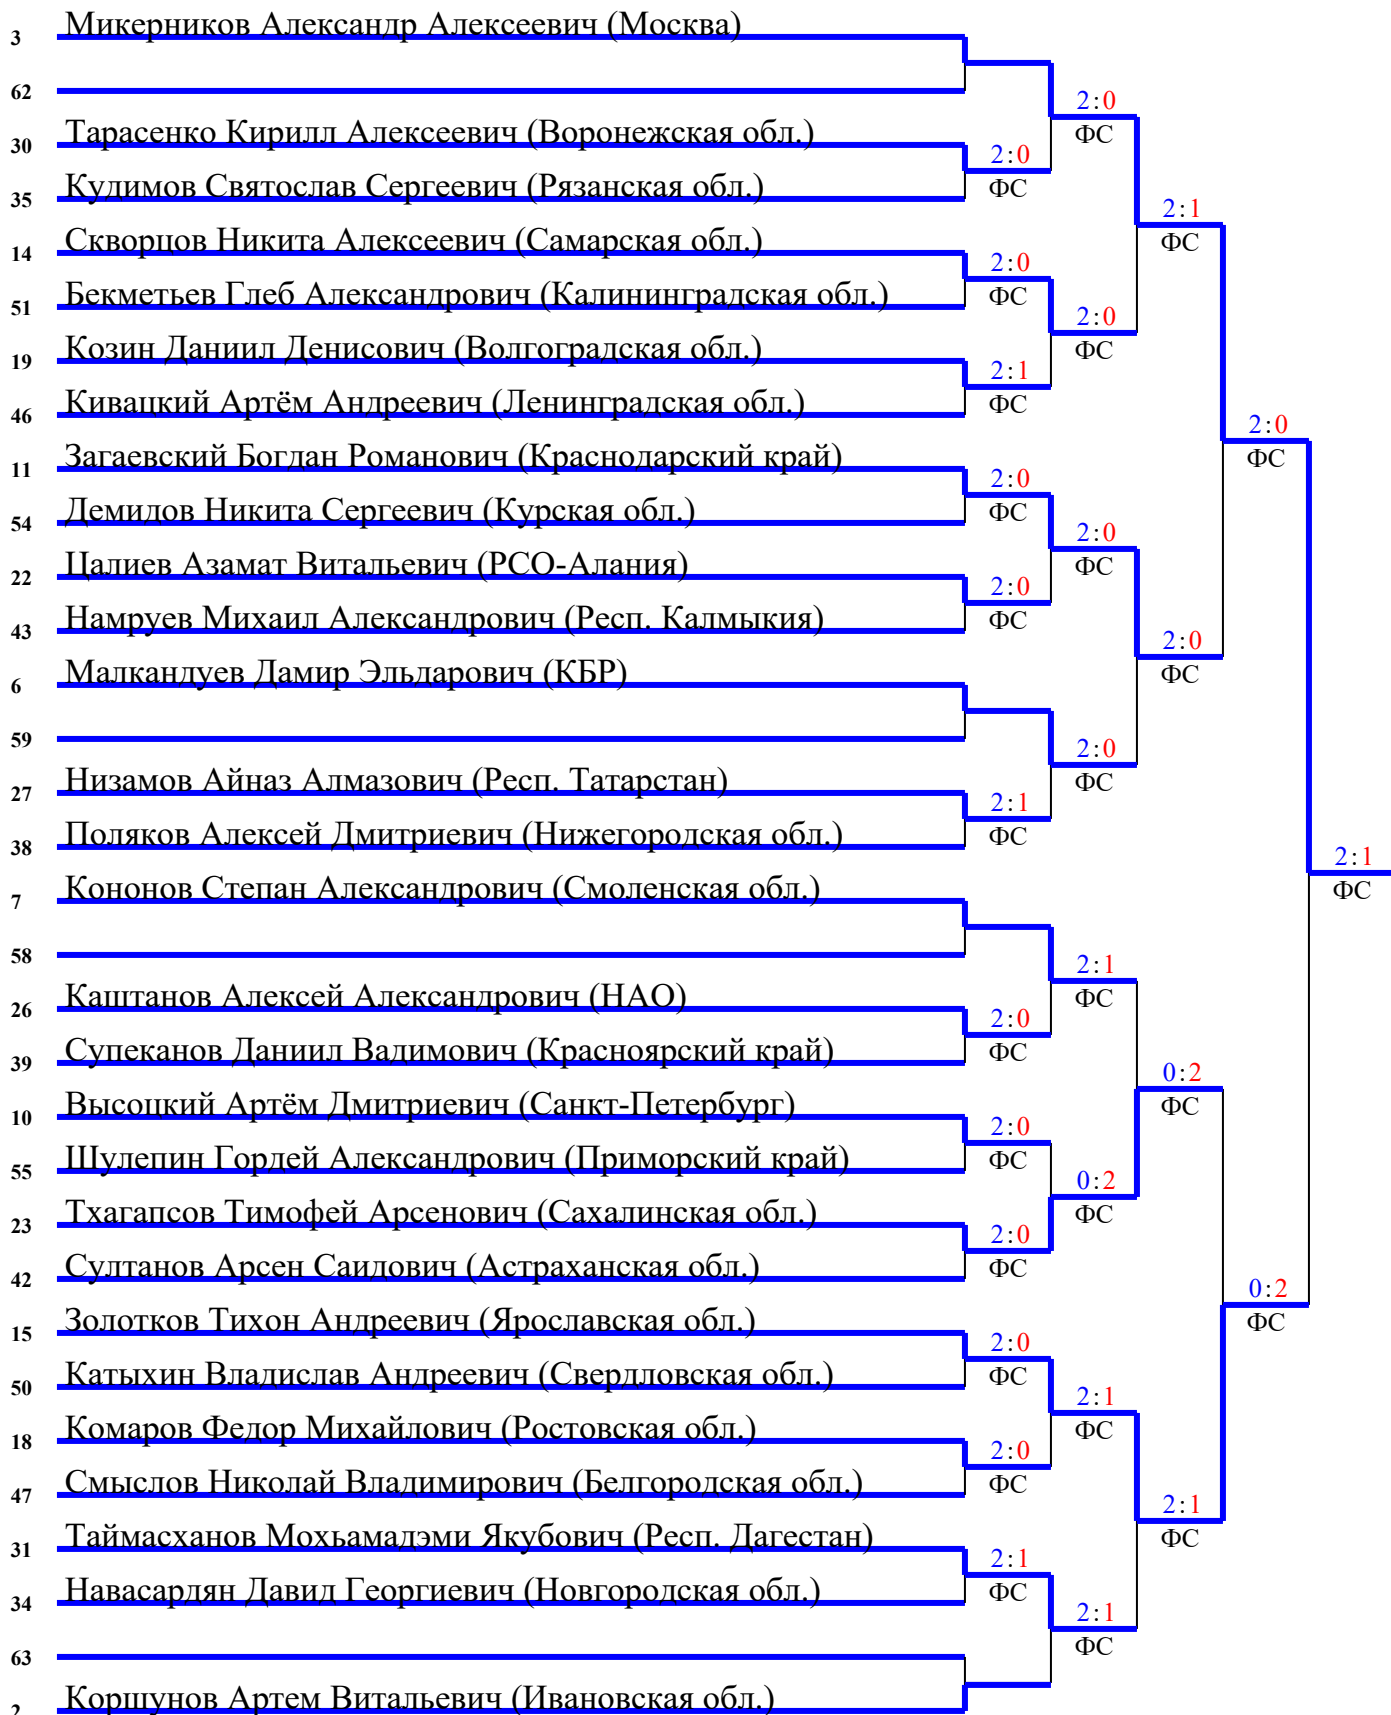 3 Микерников Александр Алексеевич (Москва)
62
2:0
ФС
30 Тарасенко Кирилл Алексеевич (Воронежская обл.)
2:0
ФС
35 Кудимов Святослав Сергеевич (Рязанская обл.)
2:1
ФС
14 Скворцов Никита Алексеевич (Самарская обл.)
2:0
ФС
51 Бекметьев Глеб Александрович (Калининградская обл.)
2:0
ФС
19 Козин Даниил Денисович (Волгоградская обл.)
2:1
ФС
46 Кивацкий Артём Андреевич (Ленинградская обл.)
2:0
ФС
11 Загаевский Богдан Романович (Краснодарский край)
2:0
ФС
54 Демидов Никита Сергеевич (Курская обл.)
2:0
ФС
22 Цалиев Азамат Витальевич (РСО-Алания)
2:0
ФС
43 Намруев Михаил Александрович (Респ. Калмыкия)
2:0
ФС
6 Малкандуев Дамир Эльдарович (КБР)
59
2:0
ФС
27 Низамов Айназ Алмазович (Респ. Татарстан)
2:1
ФС
38 Поляков Алексей Дмитриевич (Нижегородская обл.)
2:1
ФС
7 Кононов Степан Александрович (Смоленская обл.)
58
2:1
ФС
26 Каштанов Алексей Александрович (НАО)
2:0
ФС
39 Супеканов Даниил Вадимович (Красноярский край)
0:2
ФС
10 Высоцкий Артём Дмитриевич (Санкт-Петербург)
2:0
ФС
55 Шулепин Гордей Александрович (Приморский край)
0:2
ФС
23 Тхагапсов Тимофей Арсенович (Сахалинская обл.)
2:0
ФС
42 Султанов Арсен Саидович (Астраханская обл.)
0:2
ФС
15 Золотков Тихон Андреевич (Ярославская обл.)
2:0
ФС
50 Катыхин Владислав Андреевич (Свердловская обл.)
2:1
ФС
18 Комаров Федор Михайлович (Ростовская обл.)
2:0
ФС
47 Смыслов Николай Владимирович (Белгородская обл.)
2:1
ФС
31 Таймасханов Мохьамадэми Якубович (Респ. Дагестан)
2:1
ФС
34 Навасардян Давид Георгиевич (Новгородская обл.)
2:1
ФС
63
2 Коршунов Артем Витальевич (Ивановская обл.)